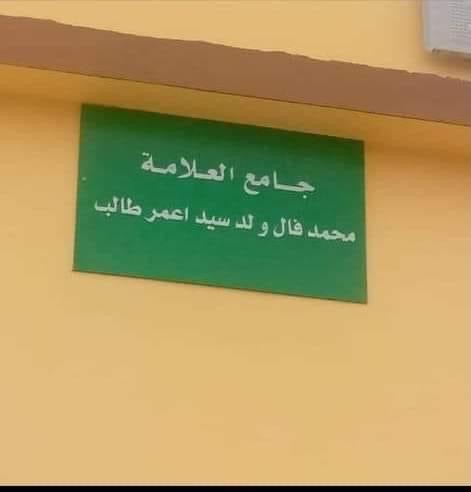 جامع العلامة
محمد فال ولد سيد اعمر طالب